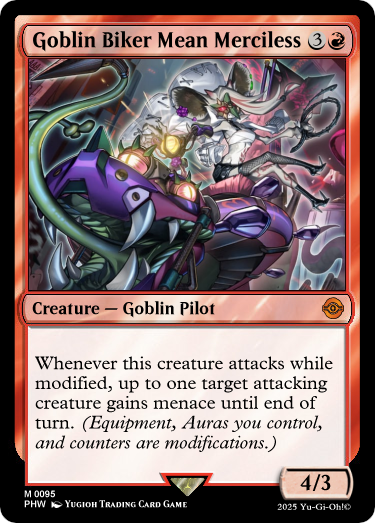 Goblin Biker Mean Merciless 3
Creature — Goblin Pilot
Whenever this creature attacks while
modified, up to one target attacking
creature gains menace until end of
turn. (Equipment, Auras you control,
and counters are modifications.)
4/3
M 0095
PHW Yugioh Trading Card Game
2025 Yu-Gi-Oh!©